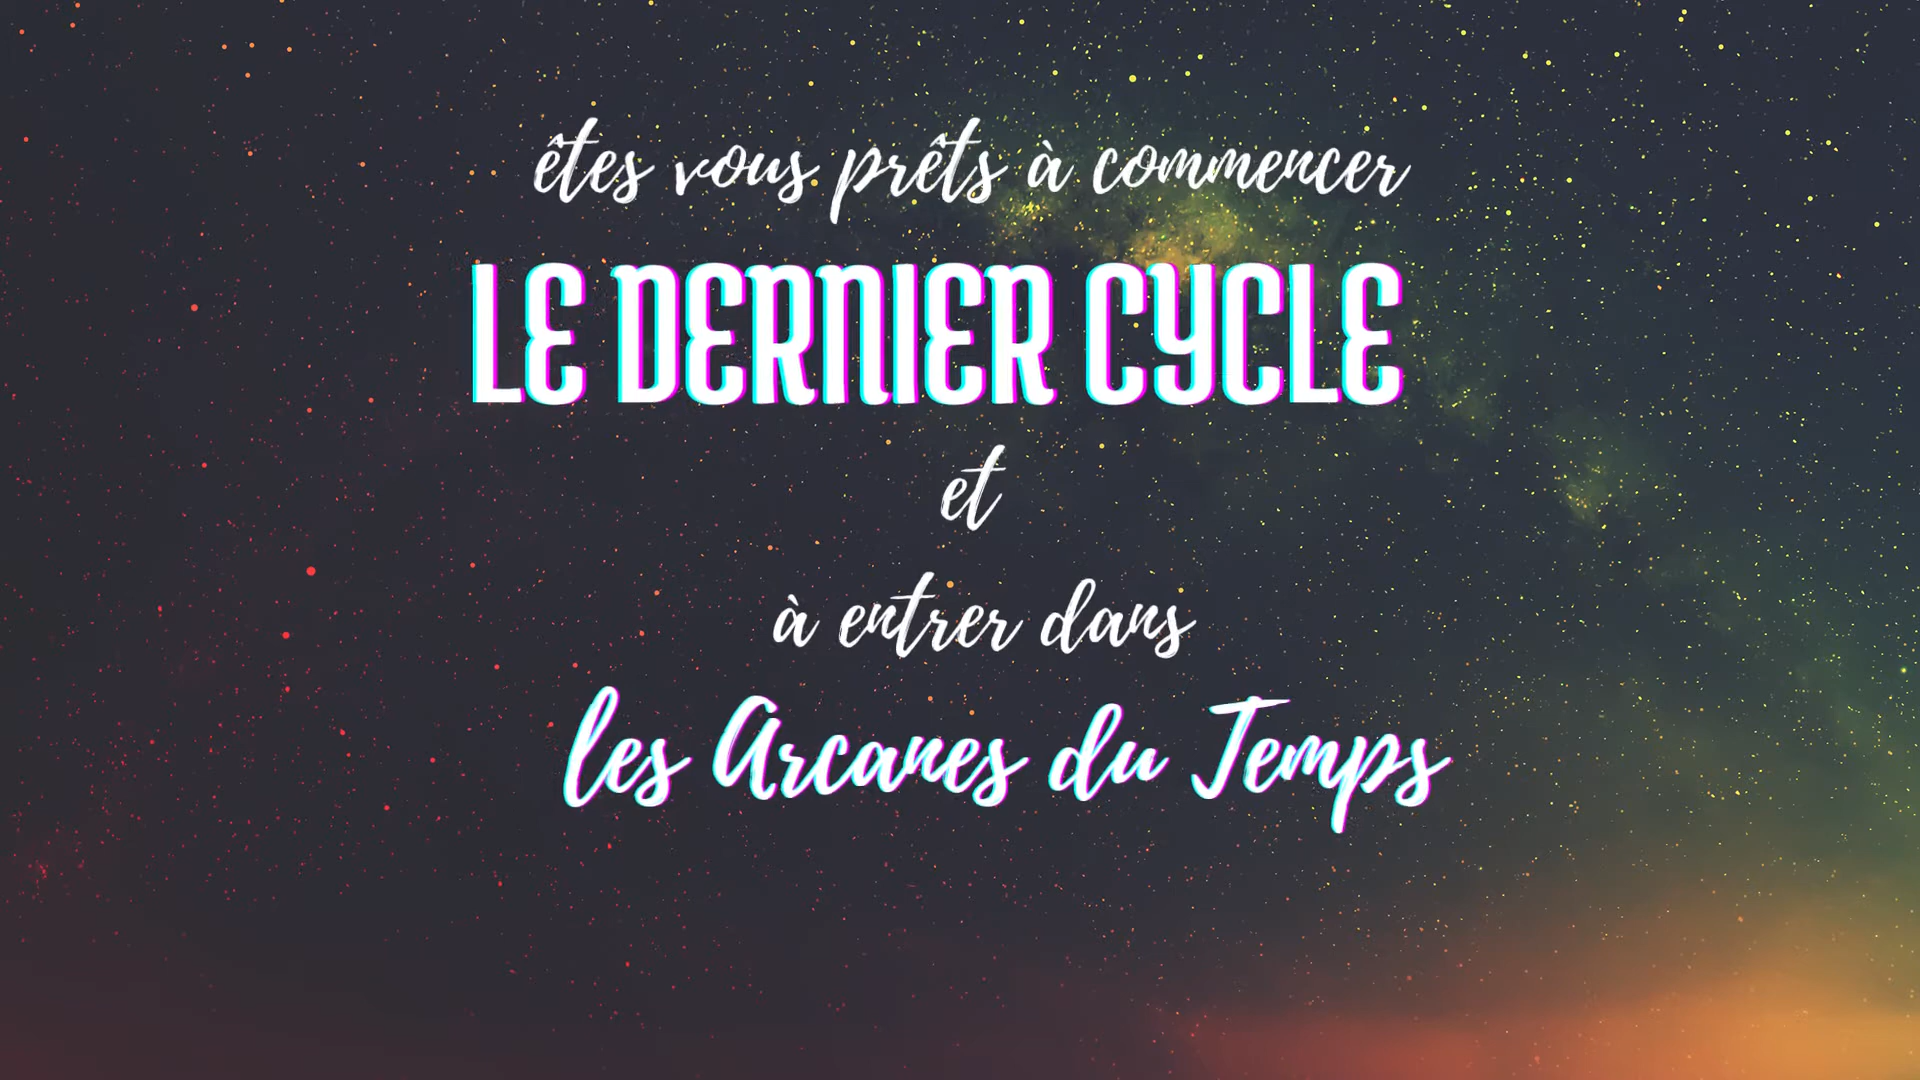 êtes vous prêts à commencer
LE DERNIER CYCLE
et
à entrer dans
les Arcanes du Temps